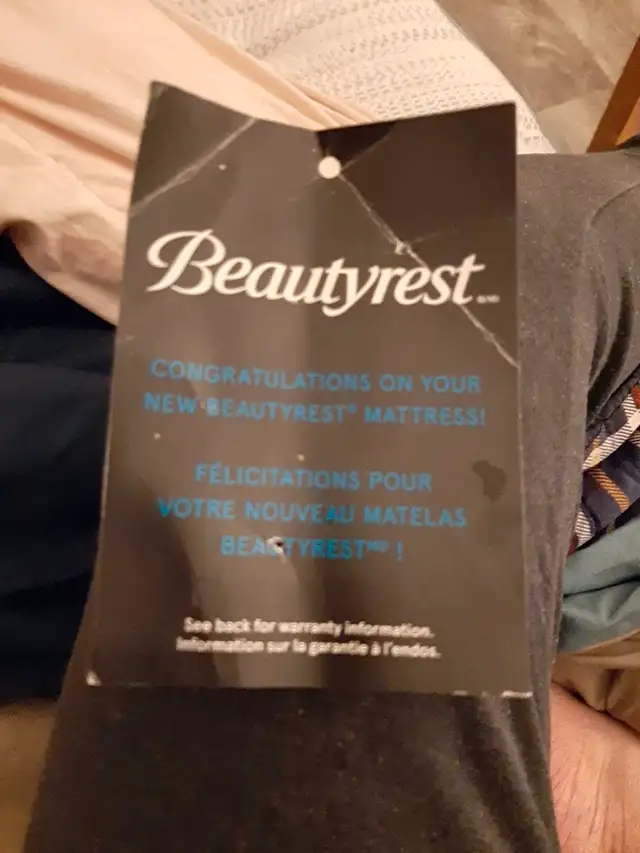 Beautyrest
CONGRATULATIONS ON YOUR
NEW BEAUTYREST® MATTRESS!
FÉLICITATIONS POUR
VOTRE NOUVEAU MATELAS
BEAUTYREST ᴹᴰ !
See back for warranty information.
Information sur la garantie à l'endos.